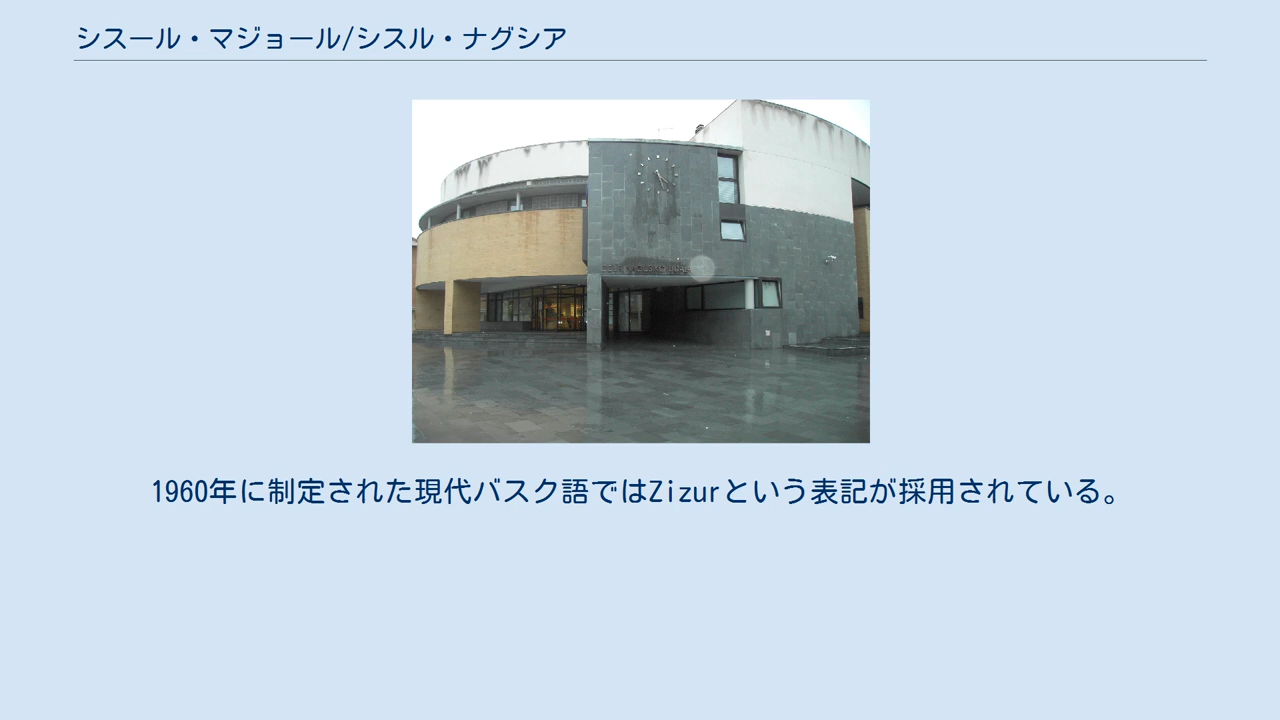 シスール・マジョール/シスル・ナグシア
1960年に制定された現代バスク語ではZizurという表記が採用されている。